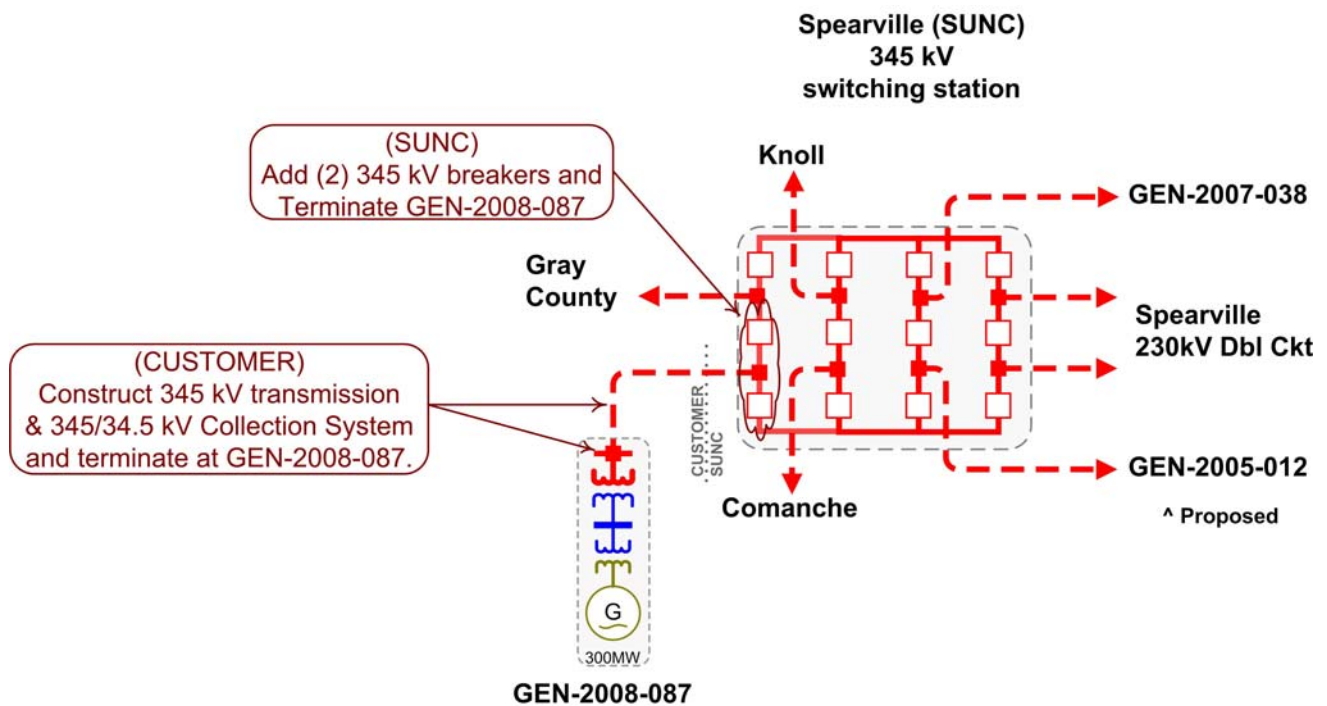 Spearville (SUNC)
345 kV
switching station
(SUNC)
Add (2) 345 kV breakers and
Terminate GEN-2008-087
Knoll
GEN-2007-038
Gray
County
Spearville
230kV Dbl Ckt
(CUSTOMER)
Construct 345 kV transmission
& 345/34.5 kV Collection System
and terminate at GEN-2008-087.
CUSTOMER
SUNC
Comanche
GEN-2005-012
^ Proposed
G
300MW
GEN-2008-087